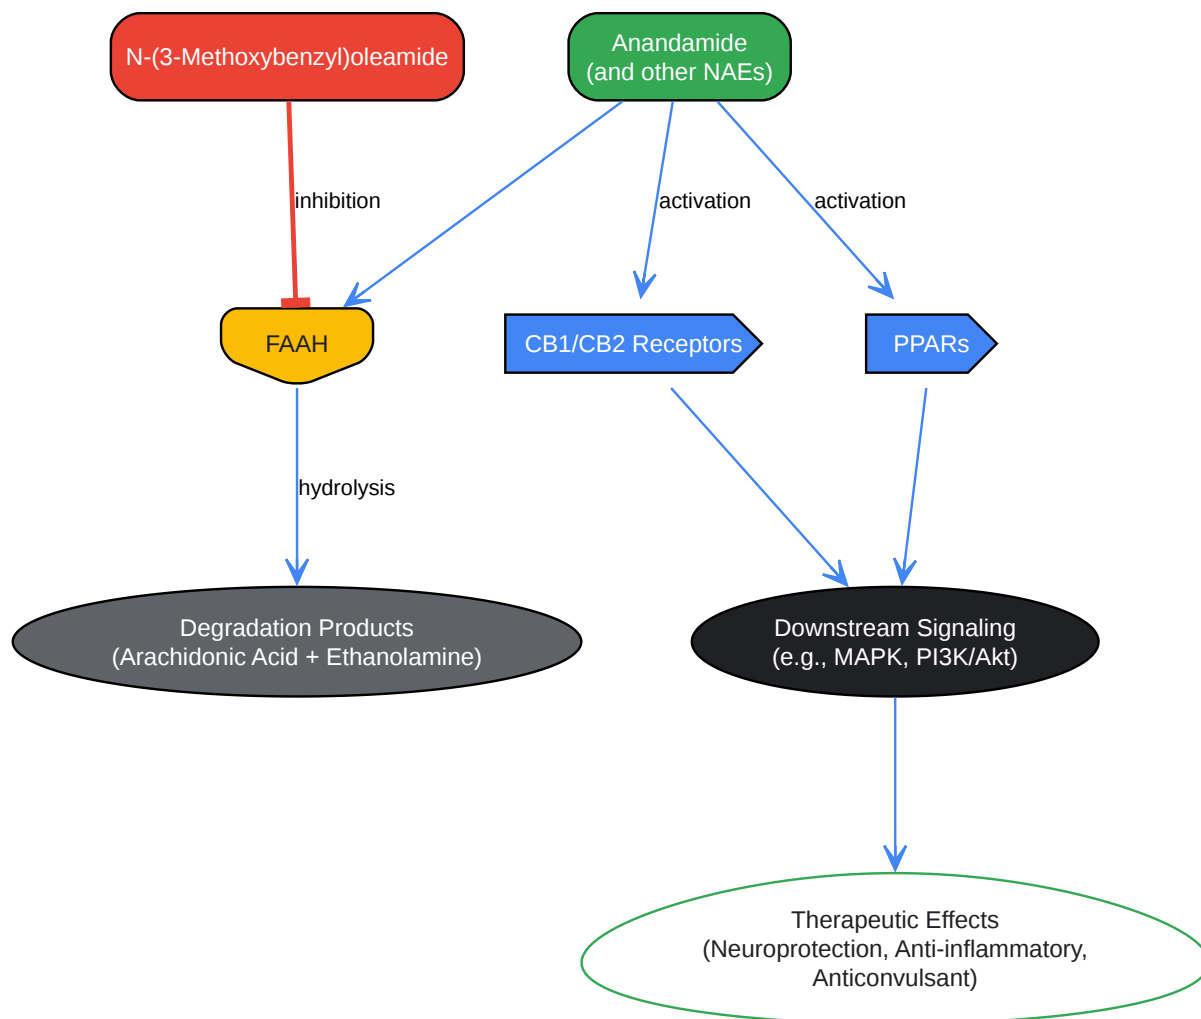 N-(3-Methoxybenzyl)oleamide
Anandamide
(and other NAEs)
inhibition
activation
activation
FAAH
CB1/CB2 Receptors
PPARs
hydrolysis
Degradation Products
(Arachidonic Acid + Ethanolamine)
Downstream Signaling
(e.g., MAPK, PI3K/Akt)
Therapeutic Effects
(Neuroprotection, Anti-inflammatory,
Anticonvulsant)